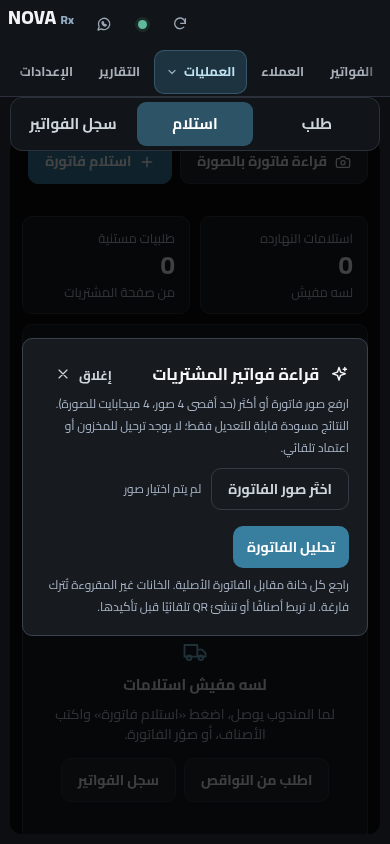 NOVA Rx
الفواتير
العملاء
العمليات
التقارير
الإعدادات
طلب
استلام
سجل الفواتير
قراءة فاتورة بالصورة
استلام فاتورة
استلامات النهارده
0
لسه مفيش
طلبيات مستنية
0
من صفحة المشتريات
قراءة فواتير المشتريات
إغلاق
ارفع صور فاتورة أو أكثر (حد أقصى 4 صور، 4 ميجابايت للصورة).
النتائج مسودة قابلة للتعديل فقط؛ لا يوجد ترحيل للمخزون أو
اعتماد تلقائي.
اختَر صور الفاتورة
لم يتم اختيار صور
تحليل الفاتورة
راجع كل خانة مقابل الفاتورة الأصلية. الخانات غير المقروءة تُترك
فارغة. لا تربط أصنافًا أو تنشئ QR تلقائيًا قبل تأكيدها.
لسه مفيش استلامات
لما المندوب يوصل، اضغط «استلام فاتورة» واكتب
الأصناف، أو صوّر الفاتورة.
اطلب من النواقص
سجل الفواتير